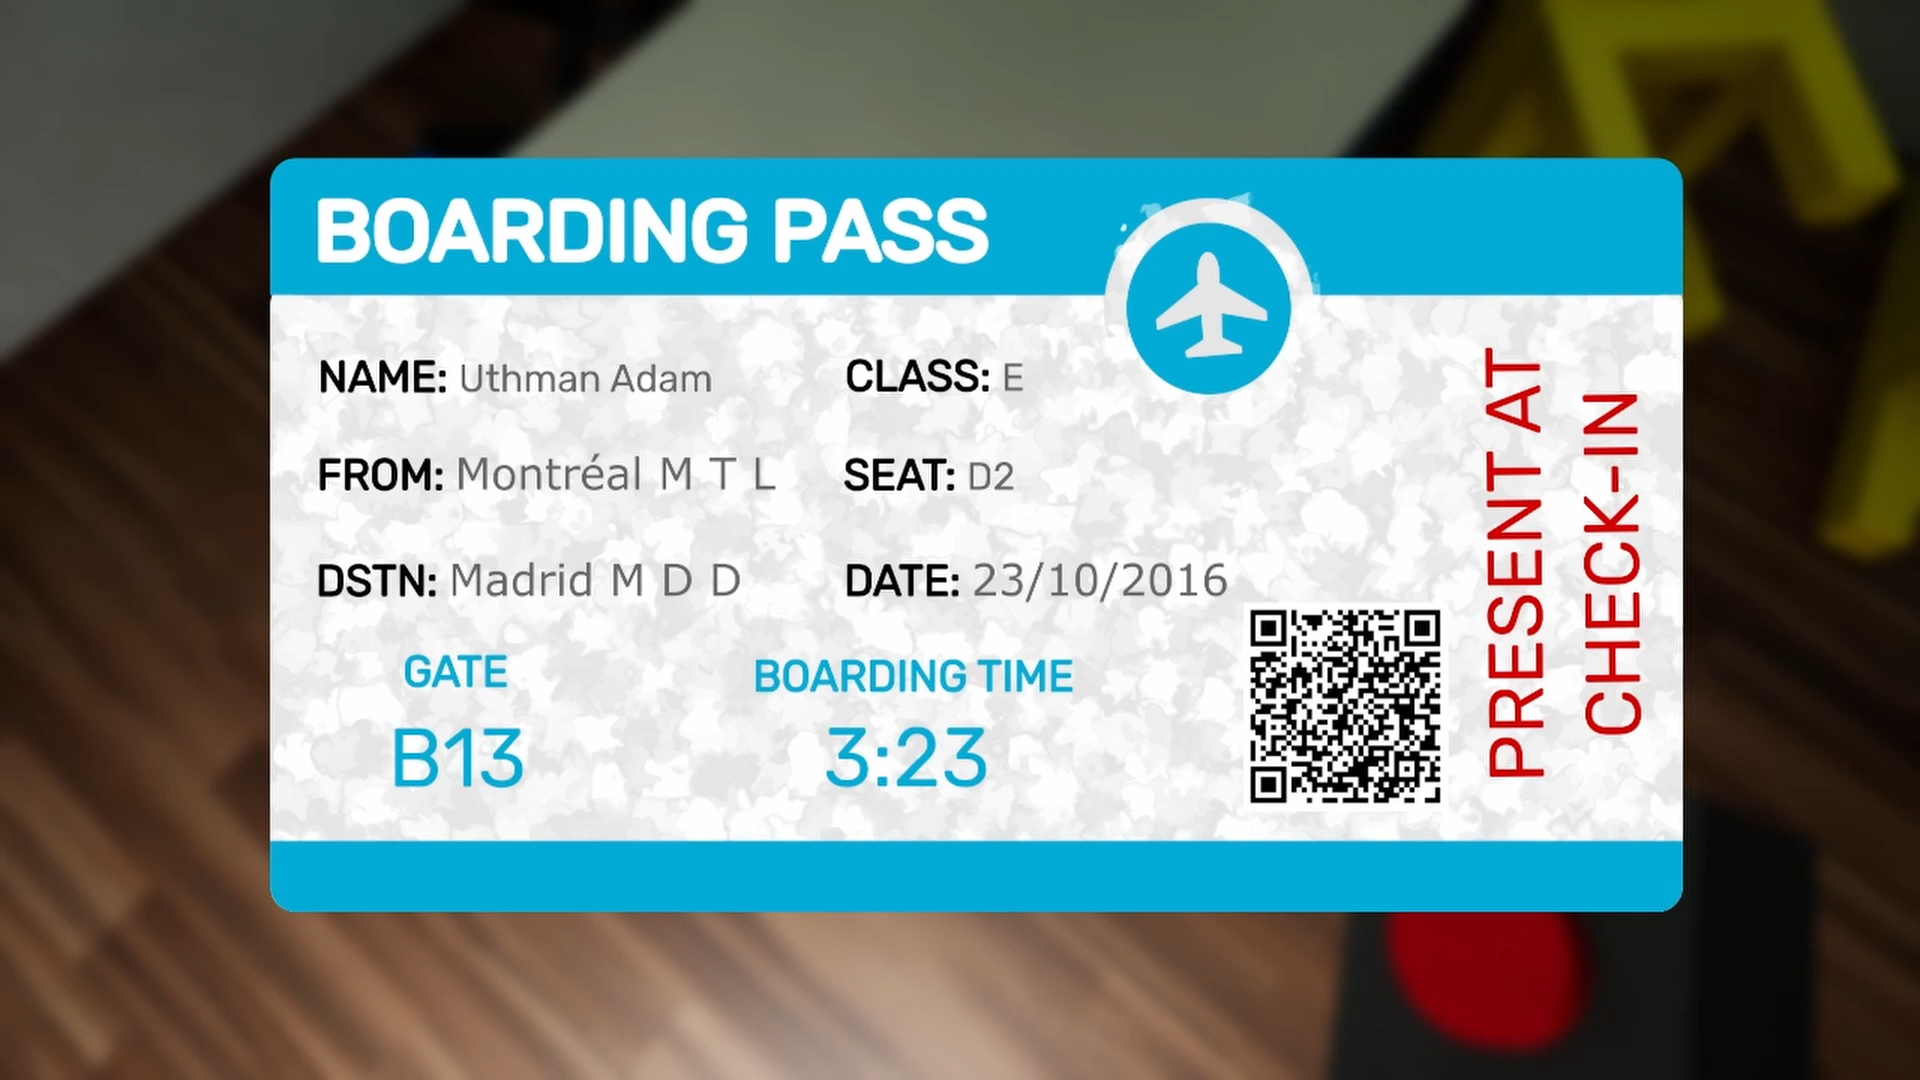 BOARDING PASS
NAME: Uthman Adam
CLASS: E
FROM: Montréal M T L
SEAT: D2
DSTN: Madrid M D D
DATE: 23/10/2016
GATE
B13
BOARDING TIME
3:23
PRESENT AT
CHECK-IN